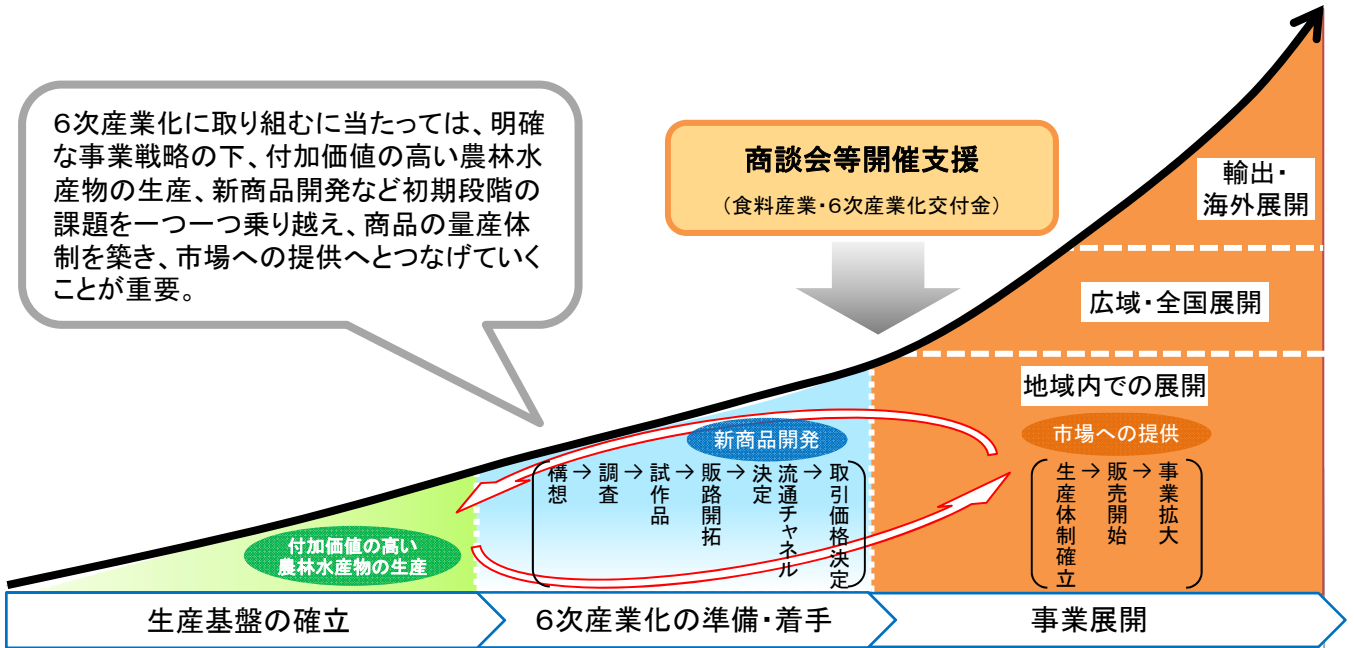 6次産業化に取り組むに当たっては、明確
な事業戦略の下、付加価値の高い農林水
産物の生産、新商品開発など初期段階の
課題を一つ一つ乗り越え、商品の量産体
制を築き、市場への提供へとつなげていく
ことが重要。
商談会等開催支援
(食料産業・6次産業化交付金)
輸出・
海外展開
広域・全国展開
地域内での展開
新商品開発
構想→調査→試作品→販路開拓→決定流通チャネル→取引価格決定
市場への提供
生産体制確立→販売開始→事業拡大
付加価値の高い
農林水産物の生産
生産基盤の確立
6次産業化の準備・着手
事業展開